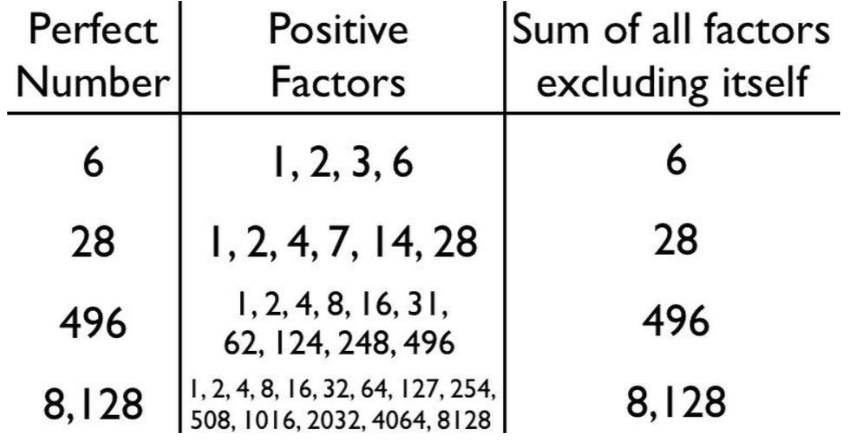 Perfect Number
Positive Factors
Sum of all factors excluding itself
6
1, 2, 3, 6
6
28
1, 2, 4, 7, 14, 28
28
496
1, 2, 4, 8, 16, 31,
62, 124, 248, 496
496
8,128
1, 2, 4, 8, 16, 32, 64, 127, 254,
508, 1016, 2032, 4064, 8128
8,128